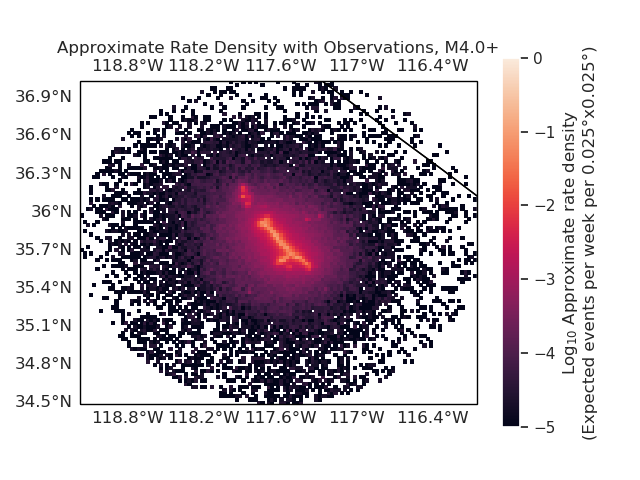 Approximate Rate Density with Observations, M4.0+
118.8°W 118.2°W 117.6°W 117°W 116.4°W
36.9°N
36.6°N
36.3°N
36°N
35.7°N
35.4°N
35.1°N
34.8°N
34.5°N
118.8°W 118.2°W 117.6°W 117°W 116.4°W
0
−1
−2
−3
−4
−5
Log₁₀ Approximate rate density
(Expected events per week per 0.025°x0.025°)